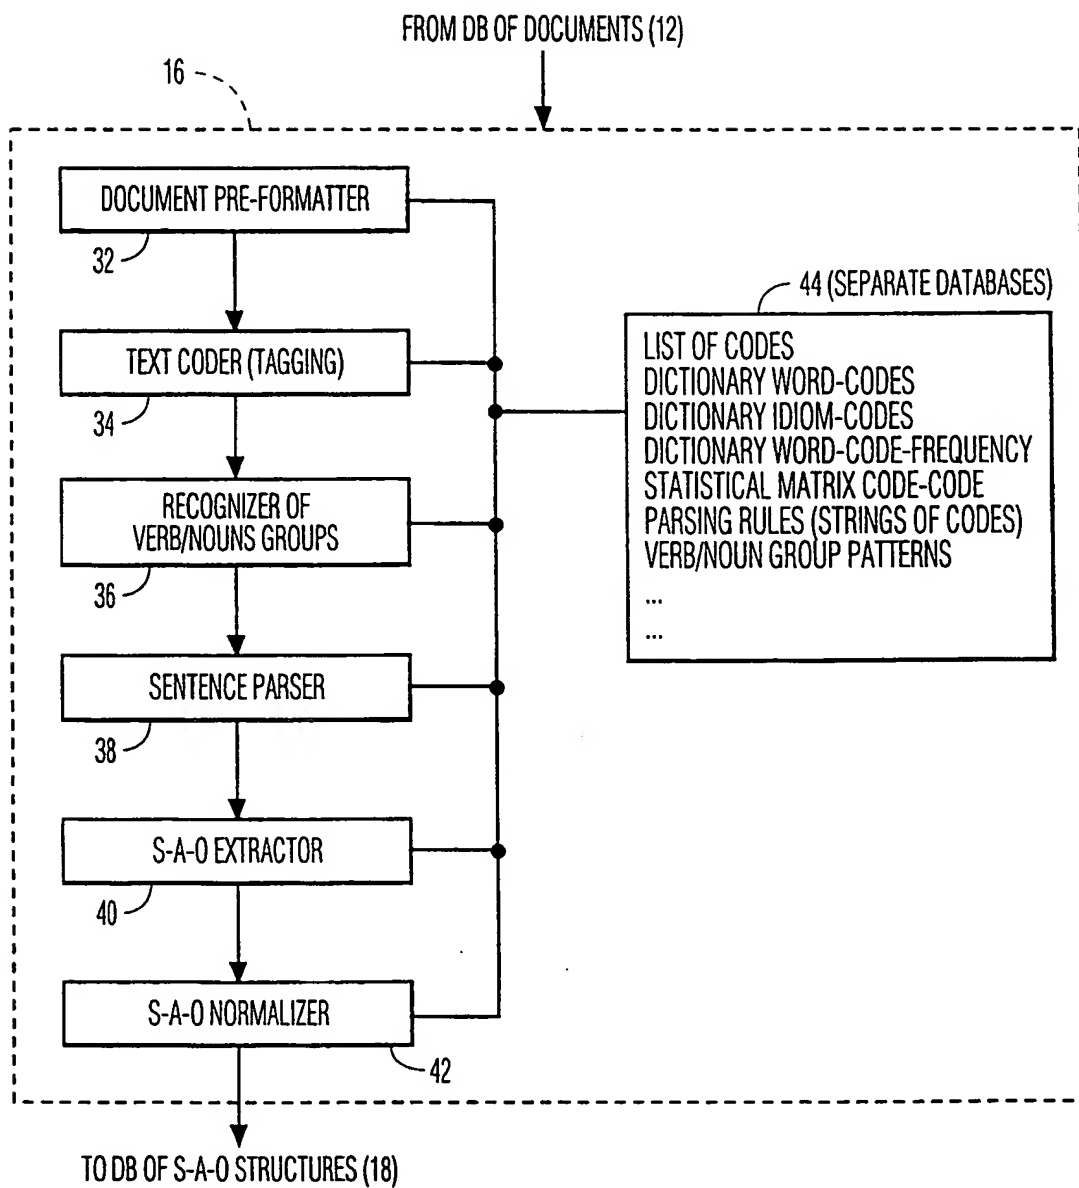 FROM DB OF DOCUMENTS (12)
16
DOCUMENT PRE-FORMATTER
32
TEXT CODER (TAGGING)
34
RECOGNIZER OF
VERB/NOUNS GROUPS
36
SENTENCE PARSER
38
S-A-O EXTRACTOR
40
S-A-O NORMALIZER
42
44 (SEPARATE DATABASES)
LIST OF CODES
DICTIONARY WORD-CODES
DICTIONARY IDIOM-CODES
DICTIONARY WORD-CODE-FREQUENCY
STATISTICAL MATRIX CODE-CODE
PARSING RULES (STRINGS OF CODES)
VERB/NOUN GROUP PATTERNS
...
...
TO DB OF S-A-O STRUCTURES (18)